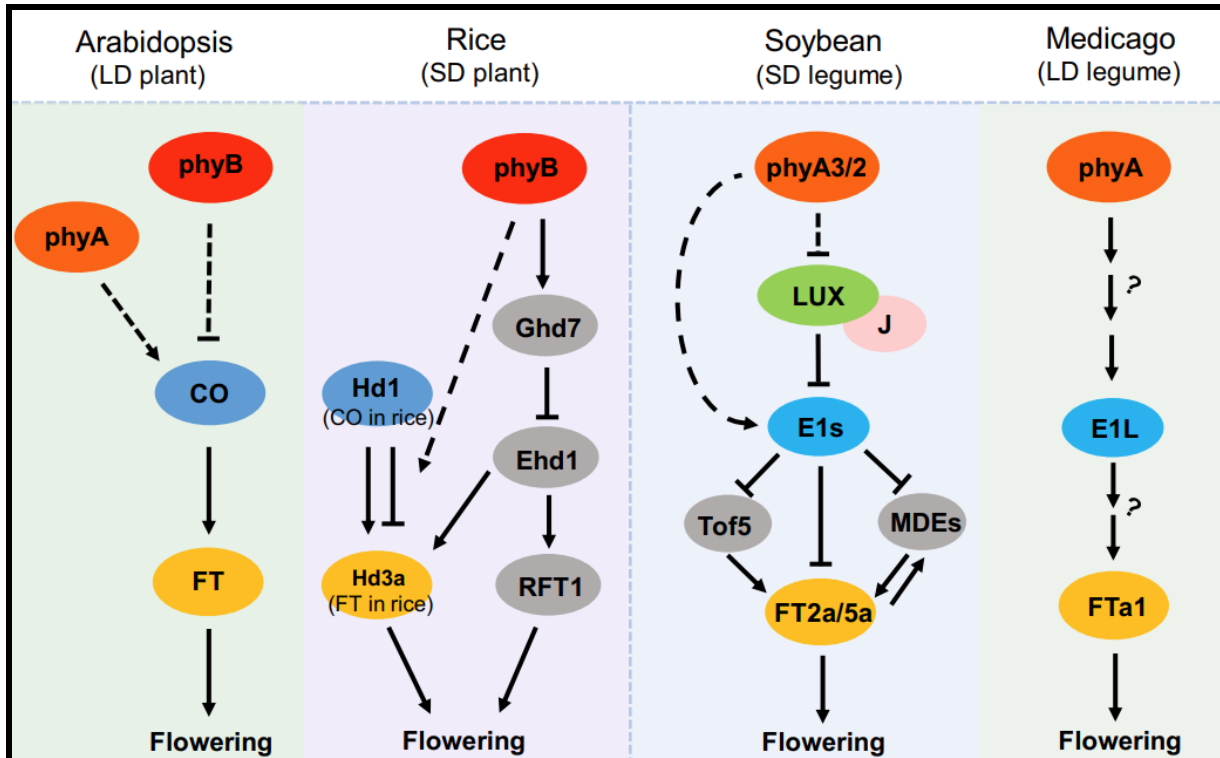 Arabidopsis
(LD plant)
phyB
phyA
CO
FT
Flowering
Rice
(SD plant)
phyB
Ghd7
Hd1
(CO in rice)
Ehd1
Hd3a
(FT in rice)
RFT1
Flowering
Soybean
(SD legume)
phyA3/2
LUX
J
E1s
Tof5
MDEs
FT2a/5a
Flowering
Medicago
(LD legume)
phyA
?
E1L
?
FTa1
Flowering